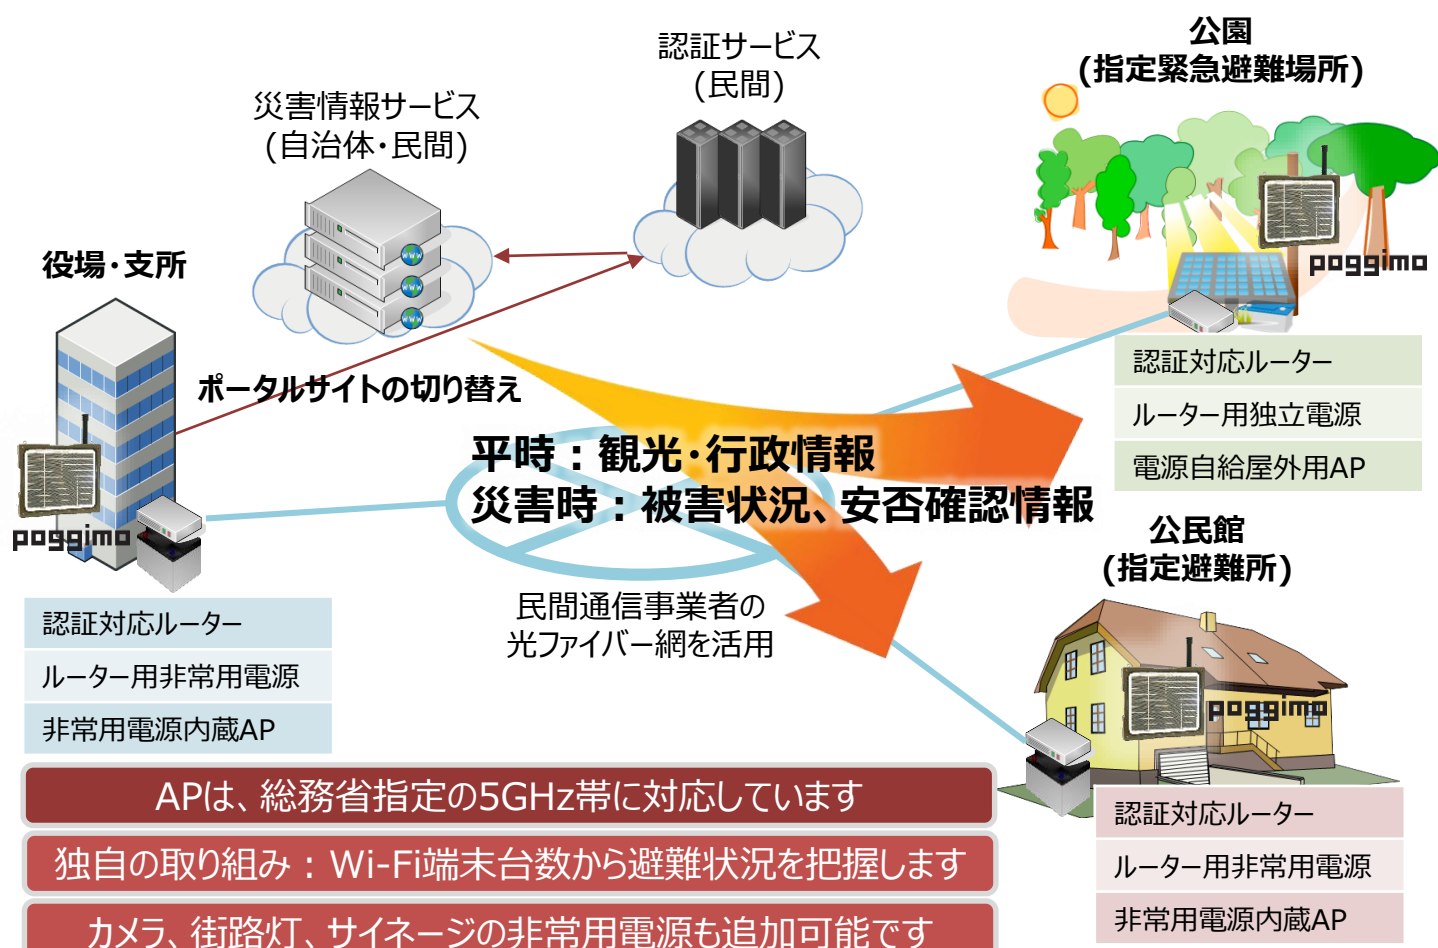 公園
(指定緊急避難場所)
認証サービス
(民間)
災害情報サービス
(自治体・民間)
役場・支所
poggimo
ポータルサイトの切り替え
認証対応ルーター
ルーター用独立電源
電源自給屋外用AP
平時：観光・行政情報
災害時：被害状況、安否確認情報
poggimo
公民館
(指定避難所)
民間通信事業者の
光ファイバー網を活用
認証対応ルーター
ルーター用非常用電源
非常用電源内蔵AP
poggimo
APは、総務省指定の5GHz帯に対応しています
独自の取り組み：Wi-Fi端末台数から避難状況を把握します
カメラ、街路灯、サイネージの非常用電源も追加可能です
認証対応ルーター
ルーター用非常用電源
非常用電源内蔵AP